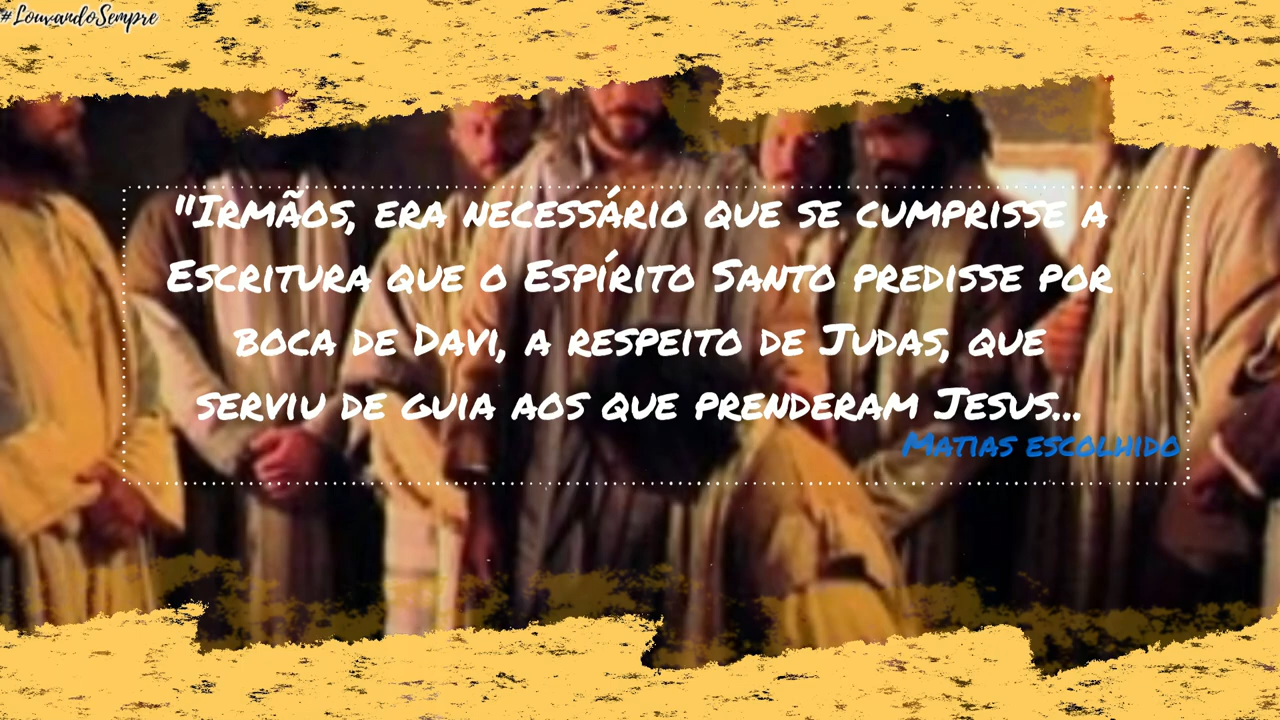 #LouvandoSempre
"Irmãos, era necessário que se cumprisse a
Escritura que o Espírito Santo predisse por
boca de Davi, a respeito de Judas, que
serviu de guia aos que prenderam Jesus...
Matias escolhido